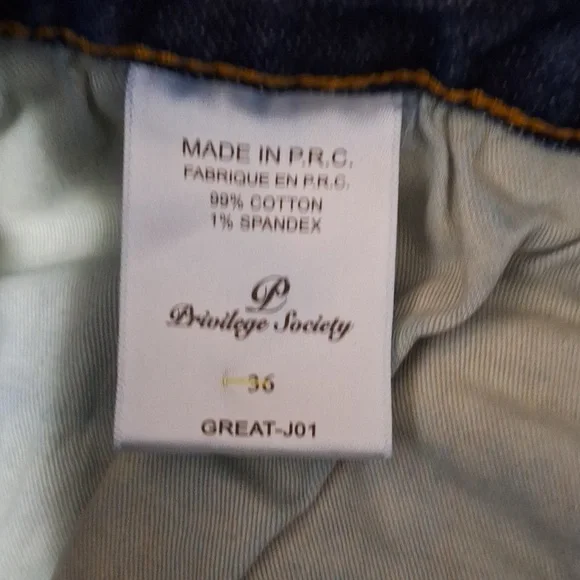 MADE IN P.R.C.
FABRIQUE EN P.R.C.
99% COTTON
1% SPANDEX
P
Privilege Society
36
GREAT-J01